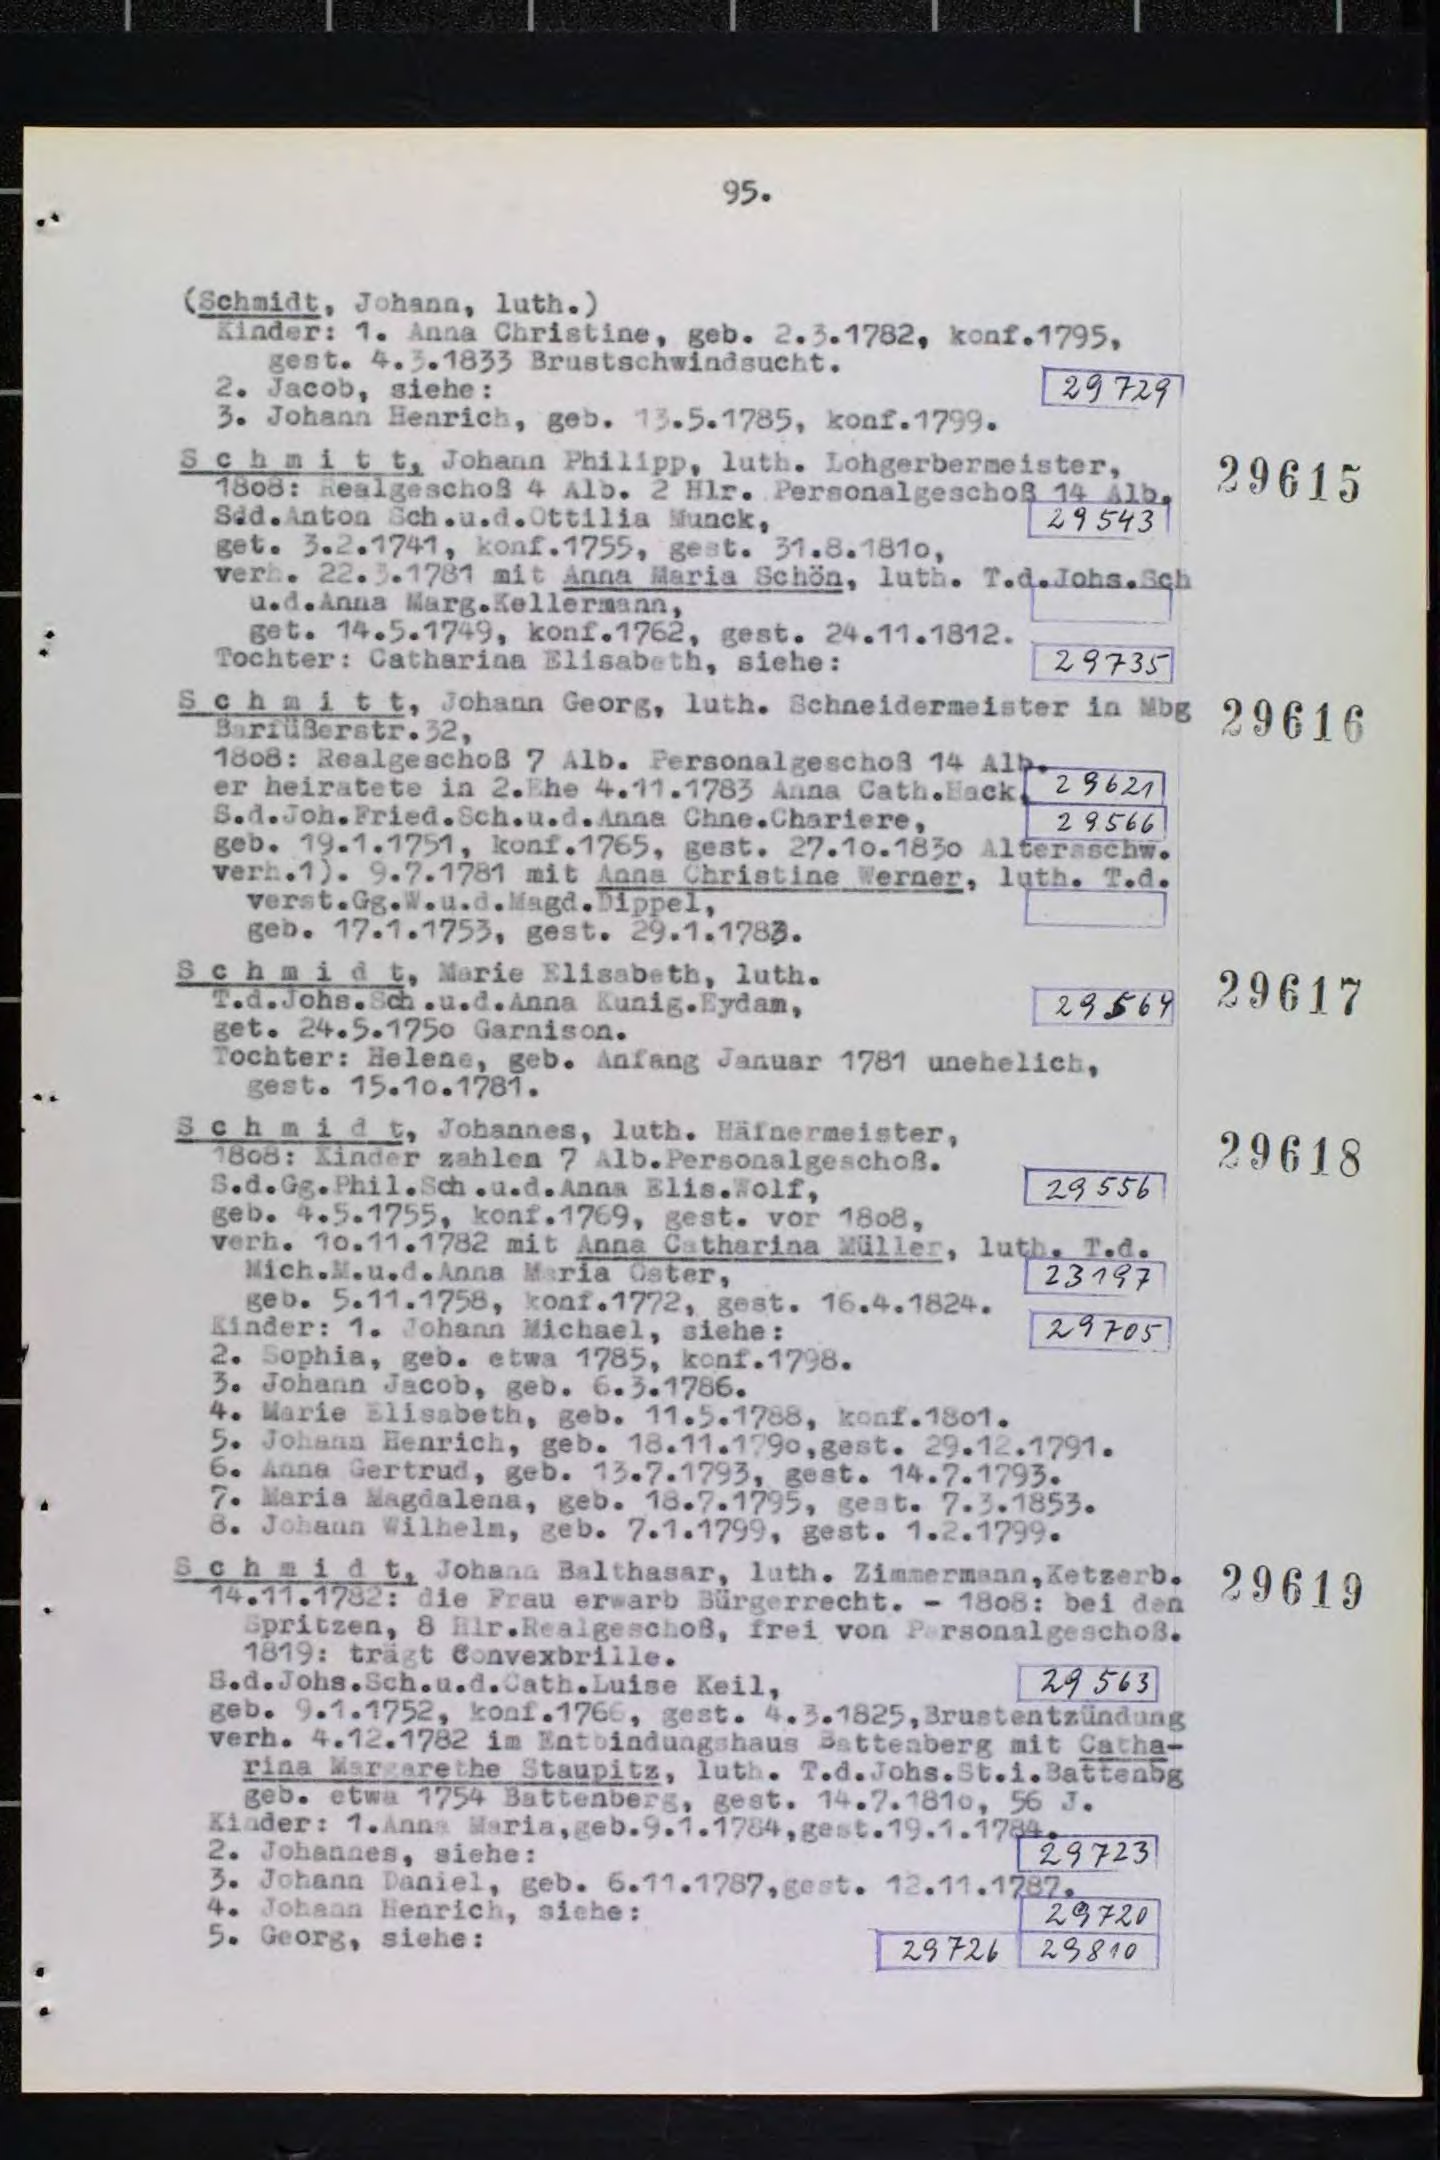 95.
(Schmidt, Johann, luth.)
Kinder: 1. Anna Christine, geb. 2.3.1782, konf.1795,
gest. 4.3.1833 Brustschwindsucht.
2. Jacob, siehe: 29729
3. Johann Henrich, geb. 13.5.1785, konf.1799.
S c h m i t t, Johann Philipp, luth. Lohgerbermeister, 29615
18o8: Realgeschoß 4 Alb. 2 Hlr. Personalgeschoß 14 Alb.
Sdd.Anton Sch.u.d.Ottilia Munck, 29543
get. 3.2.1741, konf.1755, gest. 31.8.181o,
verh. 22.3.1781 mit Anna Maria Schön, luth. T.d.Johs.Sch
u.d.Anna Marg.Kellermann,
get. 14.5.1749, konf.1762, gest. 24.11.1812.
Tochter: Catharina Elisabeth, siehe: 29735
S c h m i t t, Johann Georg, luth. Schneidermeister in Mbg 29616
Barfüßerstr.32,
18o8: Realgeschoß 7 Alb. Personalgeschoß 14 Alb.
er heiratete in 2.Ehe 4.11.1783 Anna Cath.Hack, 29621
S.d.Joh.Fried.Sch.u.d.Anna Chne.Chariere, 29566
geb. 19.1.1751, konf.1765, gest. 27.1o.183o Altersschw.
verh.1). 9.7.1781 mit Anna Christine Werner, luth. T.d.
verst.Gg.W.u.d.Magd.Dippel,
geb. 17.1.1753, gest. 29.1.1783.
S c h m i d t, Marie Elisabeth, luth. 29617
T.d.Johs.Sch.u.d.Anna Kunig.Eydam, 29564
get. 24.5.175o Garnison.
Tochter: Helene, geb. Anfang Januar 1781 unehelich,
gest. 15.1o.1781.
S c h m i d t, Johannes, luth. Häfnermeister, 29618
18o8: Kinder zahlen 7 Alb.Personalgeschoß.
S.d.Gg.Phil.Sch.u.d.Anna Elis.Wolf, 29556
geb. 4.5.1755, konf.1769, gest. vor 18o8,
verh. 1o.11.1782 mit Anna Catharina Müller, luth. T.d.
Mich.M.u.d.Anna Maria Oster, 23197
geb. 5.11.1758, konf.1772, gest. 16.4.1824.
Kinder: 1. Johann Michael, siehe: 29705
2. Sophia, geb. etwa 1785, konf.1798.
3. Johann Jacob, geb. 6.3.1786.
4. Marie Elisabeth, geb. 11.5.1788, konf.18o1.
5. Johann Henrich, geb. 18.11.179o,gest. 29.12.1791.
6. Anna Gertrud, geb. 13.7.1793, gest. 14.7.1793.
7. Maria Magdalena, geb. 18.7.1795, gest. 7.3.1853.
8. Johann Wilhelm, geb. 7.1.1799, gest. 1.2.1799.
S c h m i d t, Johann Balthasar, luth. Zimmermann,Ketzerb. 29619
14.11.1782: die Frau erwarb Bürgerrecht. - 18o8: bei den
Spritzen, 8 Hlr.Realgeschoß, frei von Personalgeschoß.
1819: trägt Convexbrille.
S.d.Johs.Sch.u.d.Cath.Luise Keil, 29563
geb. 9.1.1752, konf.1766, gest. 4.3.1825,Brustentzündung
verh. 4.12.1782 im Entbindungshaus Battenberg mit Catha-
rina Margarethe Staupitz, luth. T.d.Johs.St.i.Battenbg
geb. etwa 1754 Battenberg, gest. 14.7.181o, 56 J.
Kinder: 1.Anna Maria,geb.9.1.1784,gest.19.1.1784.
2. Johannes, siehe: 29723
3. Johann Daniel, geb. 6.11.1787,gest. 12.11.1787.
4. Johann Henrich, siehe: 29720
5. Georg, siehe: 29726 29810